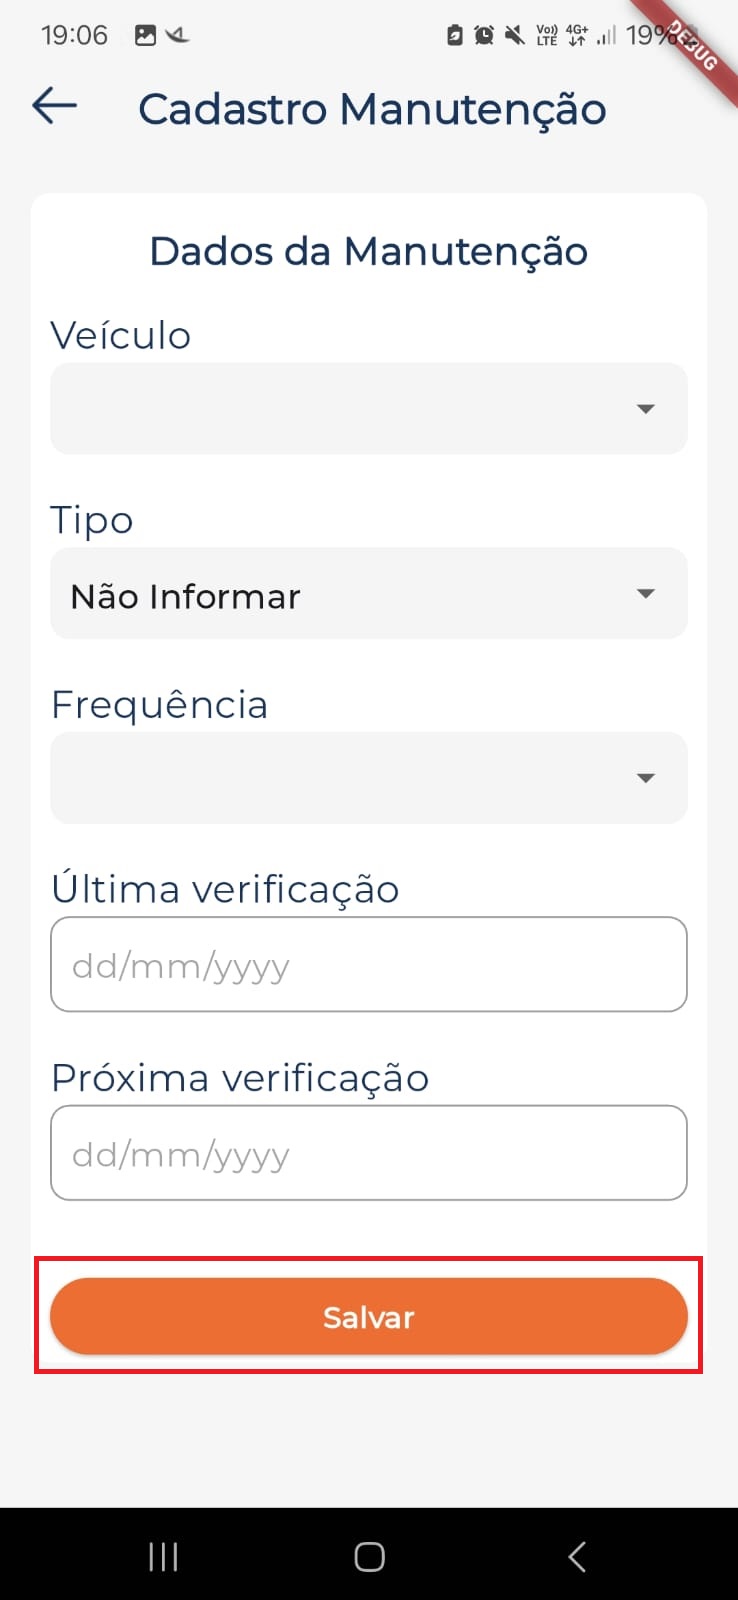 19:06 Vo)) LTE 4G+ 19%
DEBUG
Cadastro Manutenção
Dados da Manutenção
Veículo
Tipo
Não Informar
Frequência
Última verificação
dd/mm/yyyy
Próxima verificação
dd/mm/yyyy
Salvar